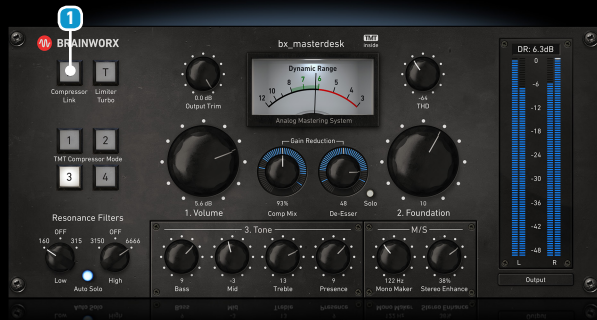 1
BRAINWORX
bx_masterdesk
TMT
inside
DR: 6.3dB
T
Compressor Link
Limiter Turbo
0.0 dB
Output Trim
Dynamic Range
12 10 8 7 6 5 4 3
Analog Mastering System
-64
THD
0
-6
-12
-18
-24
-30
-36
-42
-48
L R
Output
1 2
TMT Compressor Mode
3 4
Gain Reduction
5.6 dB
1. Volume
93%
Comp Mix
48
De-Esser
Solo
10
2. Foundation
Resonance Filters
OFF
160 315
Low
OFF
3150 6666
High
Auto Solo
3. Tone
9
Bass
-3
Mid
13
Treble
9
Presence
M/S
122 Hz
Mono Maker
38%
Stereo Enhance